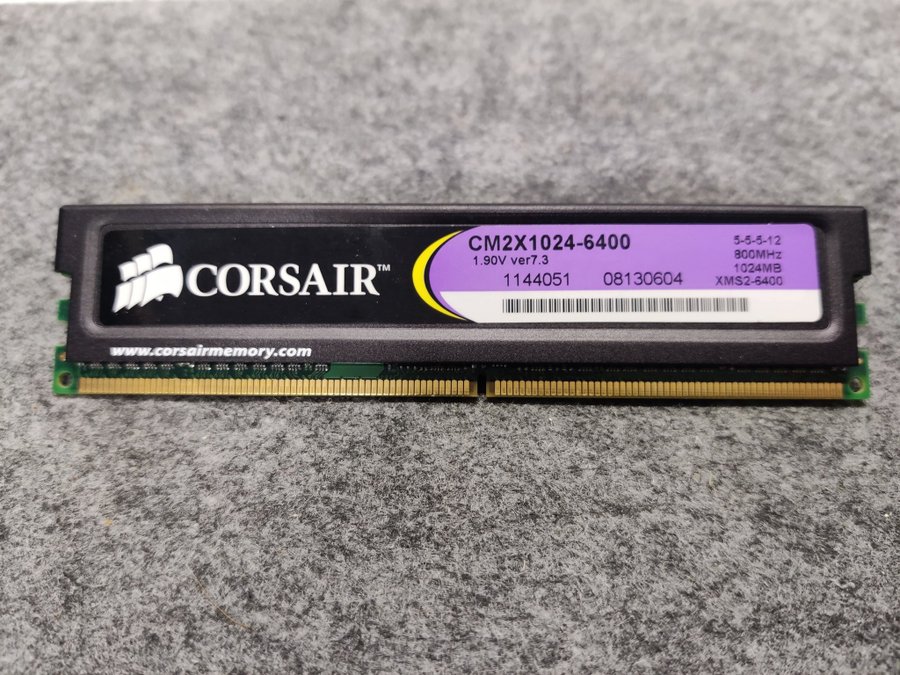 CORSAIR™
www.corsairmemory.com
CM2X1024-6400
1.90V ver7.3
1144051 08130604
5-5-5-12
800MHz
1024MB
XMS2-6400